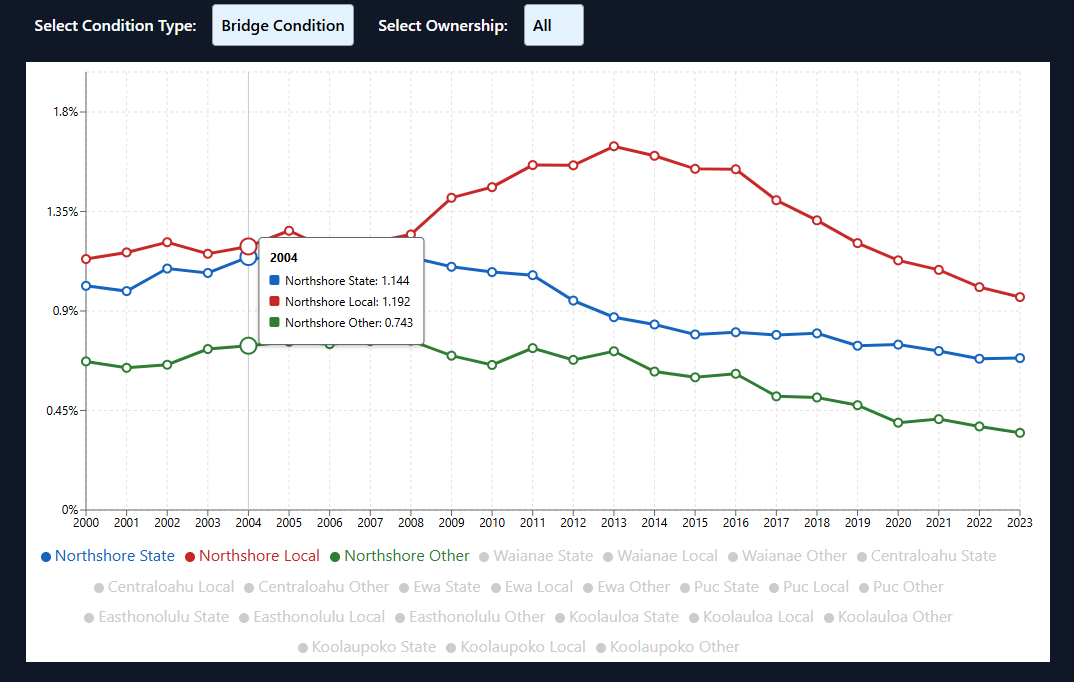 Select Condition Type: Bridge Condition Select Ownership: All
1.8%
1.35%
0.9%
0.45%
0%
2004
Northshore State: 1.144
Northshore Local: 1.192
Northshore Other: 0.743
2000 2001 2002 2003 2004 2005 2006 2007 2008 2009 2010 2011 2012 2013 2014 2015 2016 2017 2018 2019 2020 2021 2022 2023
Northshore State Northshore Local Northshore Other Waianae State Waianae Local Waianae Other Centraloahu State
Centraloahu Local Centraloahu Other Ewa State Ewa Local Ewa Other Puc State Puc Local Puc Other
Easthonolulu State Easthonolulu Local Easthonolulu Other Koolauloa State Koolauloa Local Koolauloa Other
Koolaupoko State Koolaupoko Local Koolaupoko Other